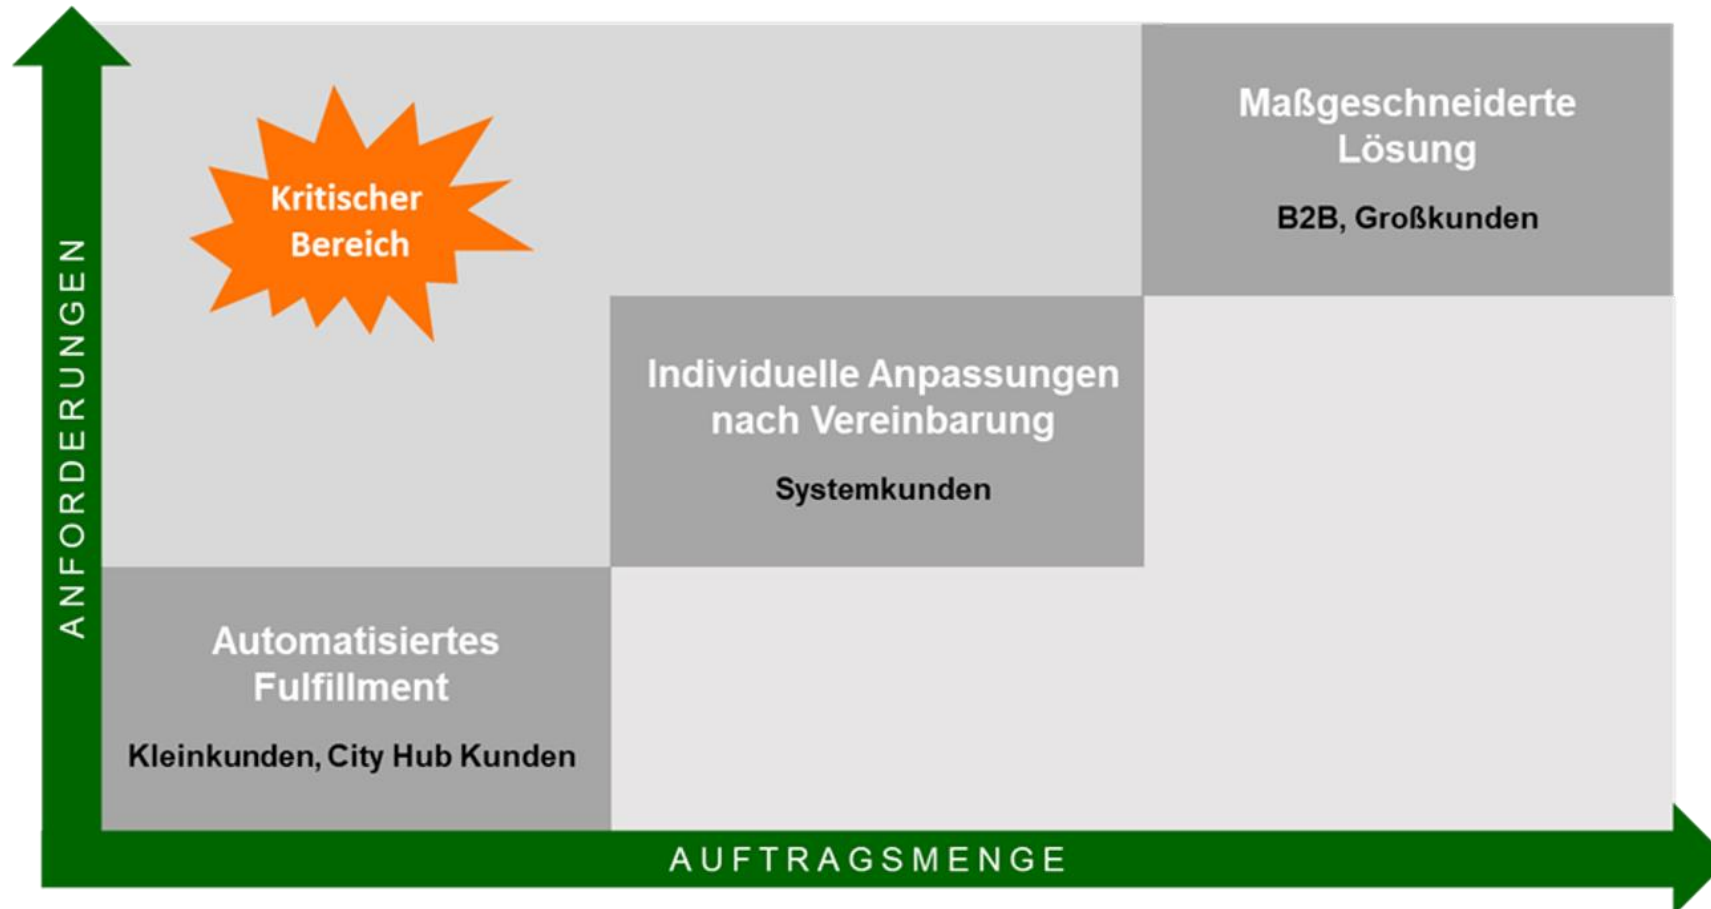 ANFORDERUNGEN
Kritischer
Bereich
Maßgeschneiderte
Lösung
B2B, Großkunden
Individuelle Anpassungen
nach Vereinbarung
Systemkunden
Automatisiertes
Fulfillment
Kleinkunden, City Hub Kunden
AUFTRAGSMENGE